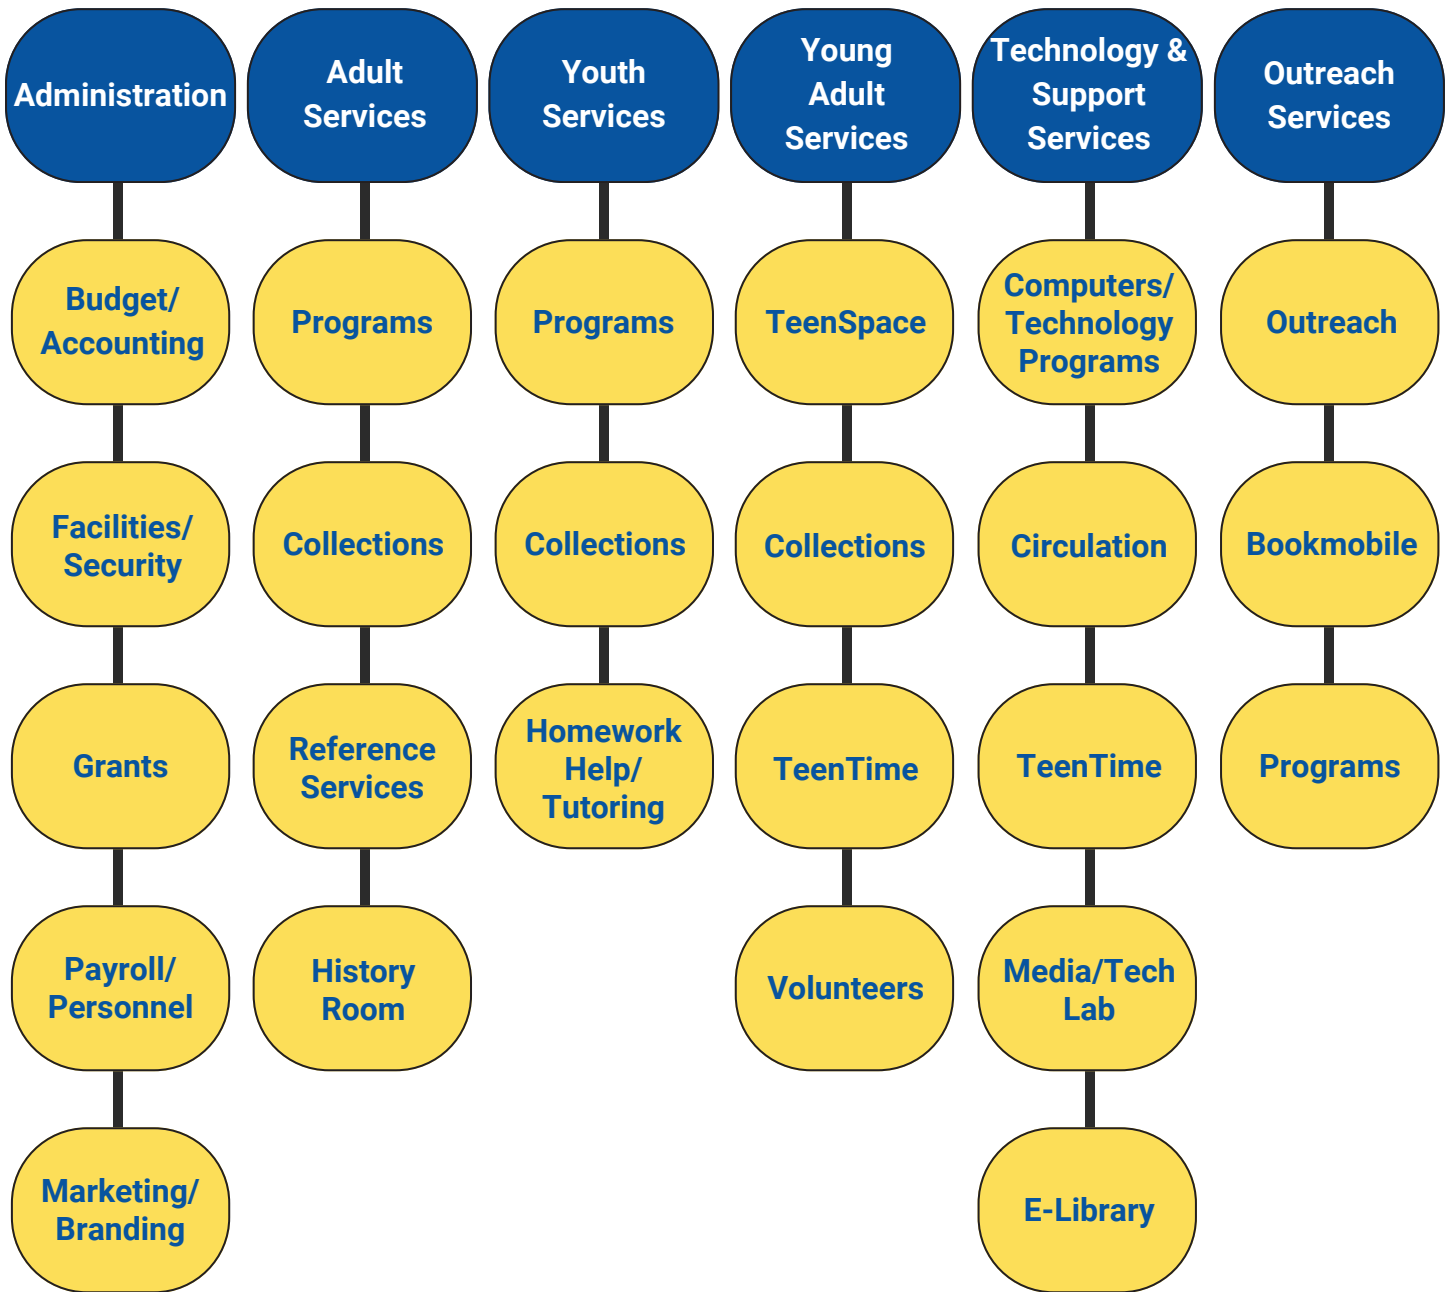 Administration
Adult
Services
Youth
Services
Young
Adult
Services
Technology &
Support
Services
Outreach
Services
Budget/
Accounting
Programs
Programs
TeenSpace
Computers/
Technology
Programs
Outreach
Facilities/
Security
Collections
Collections
Collections
Circulation
Bookmobile
Grants
Reference
Services
Homework
Help/
Tutoring
TeenTime
TeenTime
Programs
Payroll/
Personnel
History
Room
Volunteers
Media/Tech
Lab
Marketing/
Branding
E-Library